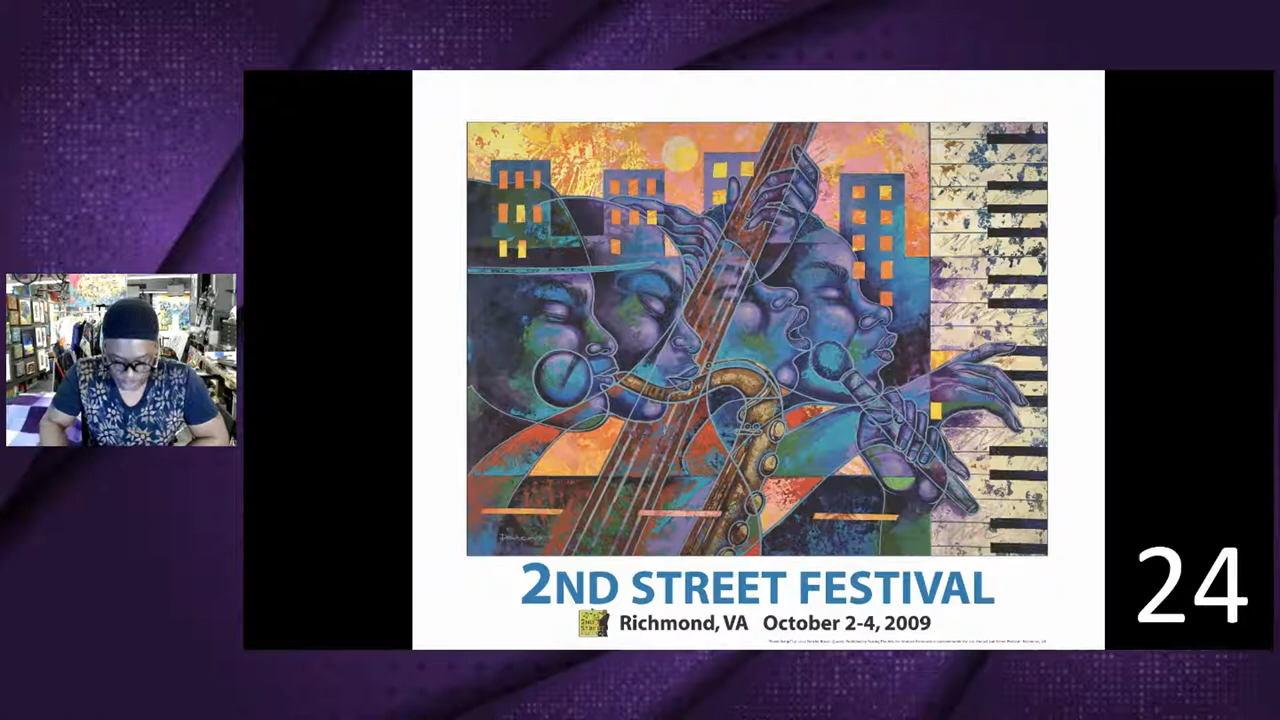 2ND STREET FESTIVAL
Richmond, VA October 2-4, 2009
24